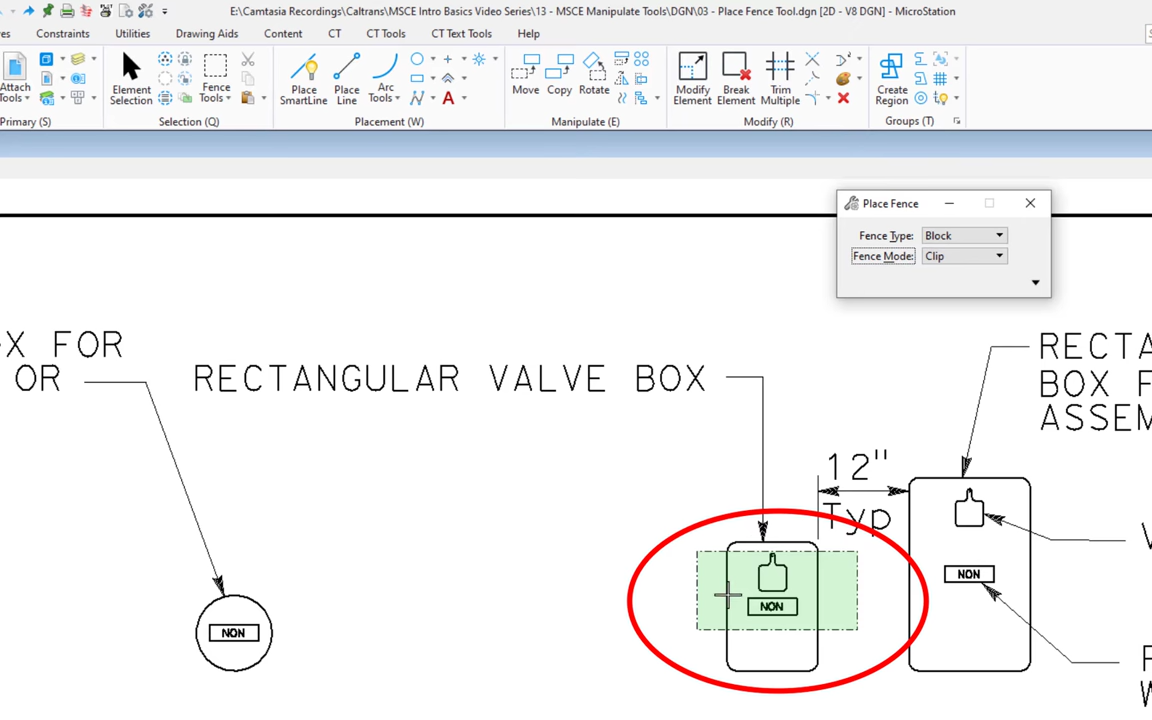 E:\Camtasia Recordings\Caltrans\MSCE Intro Basics Video Series\13 - MSCE Manipulate Tools\DGN\03 - Place Fence Tool.dgn [2D - V8 DGN] - MicroStation
es Constraints Utilities Drawing Aids Content CT CT Tools CT Text Tools Help
Attach Tools
Element Selection
Fence Tools
Place SmartLine
Place Line
Arc Tools
Move
Copy
Rotate
Modify Element
Break Element
Trim Multiple
Create Region
Primary (S)
Selection (Q)
Placement (W)
Manipulate (E)
Modify (R)
Groups (T)
Place Fence
Fence Type: Block
Fence Mode: Clip
X FOR
OR
RECTANGULAR VALVE BOX
RECTA
BOX F
ASSEM
12"
Typ
V
NON
NON
NON
W